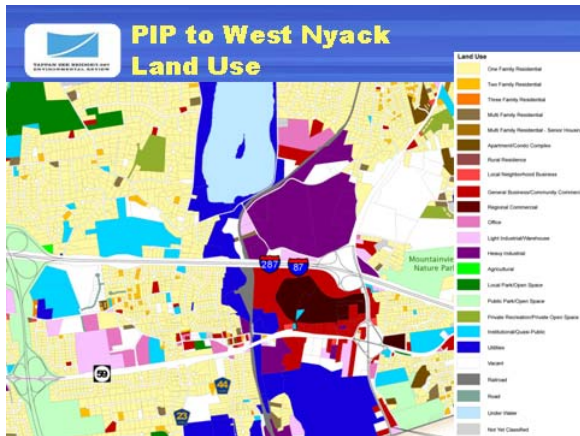 PIP to West Nyack
Land Use
TAPPAN ZEE BRIDGE/I-287
ENVIRONMENTAL REVIEW
Land Use
One Family Residential
Two Family Residential
Three Family Residential
Multi Family Residential
Multi Family Residential - Senior Housin
Apartment/Condo Complex
Rural Residence
Local Neighborhood Business
General Business/Community Commerc
Regional Commercial
Office
Light Industrial/Warehouse
Heavy Industrial
Agricultural
Local Park/Open Space
Public Park/Open Space
Private Recreation/Private Open Space
Institutional/Quasi-Public
Utilities
Vacant
Railroad
Road
Under Water
Not Yet Classified
287
87
Mountainview
Nature Park
59
44
23